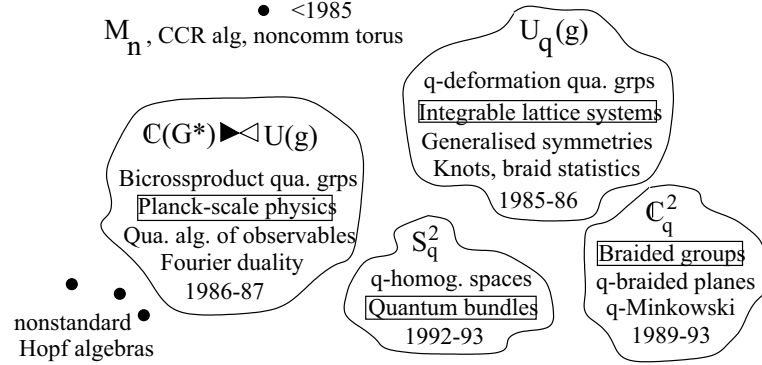 <1985
Mₙ, CCR alg, noncomm torus
U_q(g)
q-deformation qua. grps
Integrable lattice systems
Generalised symmetries
Knots, braid statistics
1985-86
ℂ(G*)▶◁U(g)
Bicrossproduct qua. grps
Planck-scale physics
Qua. alg. of observables
Fourier duality
1986-87
S_q^2
q-homog. spaces
Quantum bundles
1992-93
ℂ_q^2
Braided groups
q-braided planes
q-Minkowski
1989-93
nonstandard
Hopf algebras